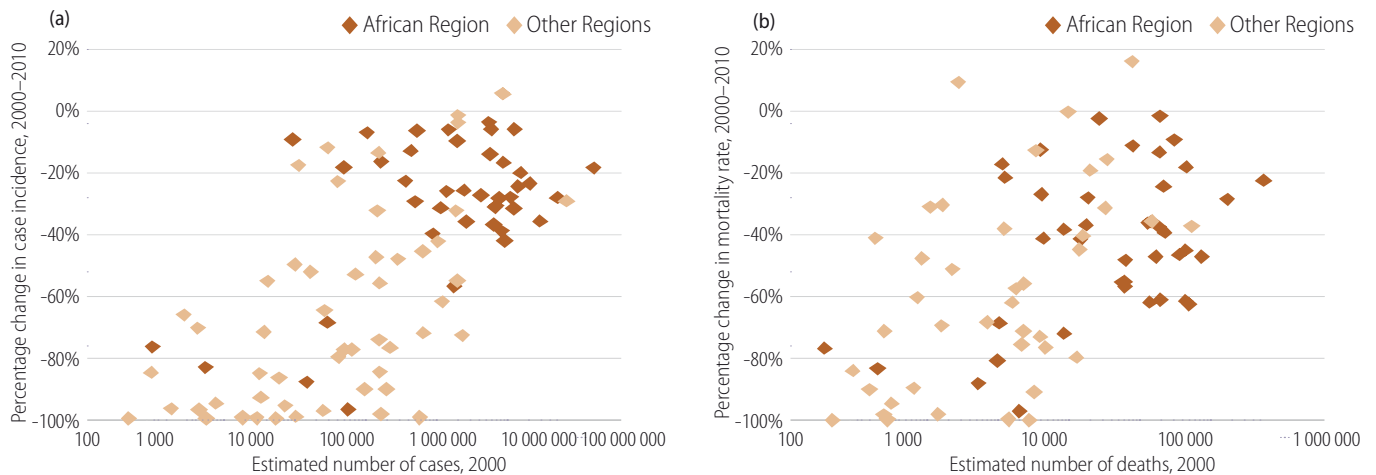 (a)
African Region Other Regions
Percentage change in case incidence, 2000–2010
20%
0%
-20%
-40%
-60%
-80%
-100%
100 1 000 10 000 100 000 1 000 000 10 000 000 100 000 000
Estimated number of cases, 2000
(b)
African Region Other Regions
Percentage change in mortality rate, 2000–2010
20%
0%
-20%
-40%
-60%
-80%
-100%
100 1 000 10 000 100 000 1 000 000
Estimated number of deaths, 2000